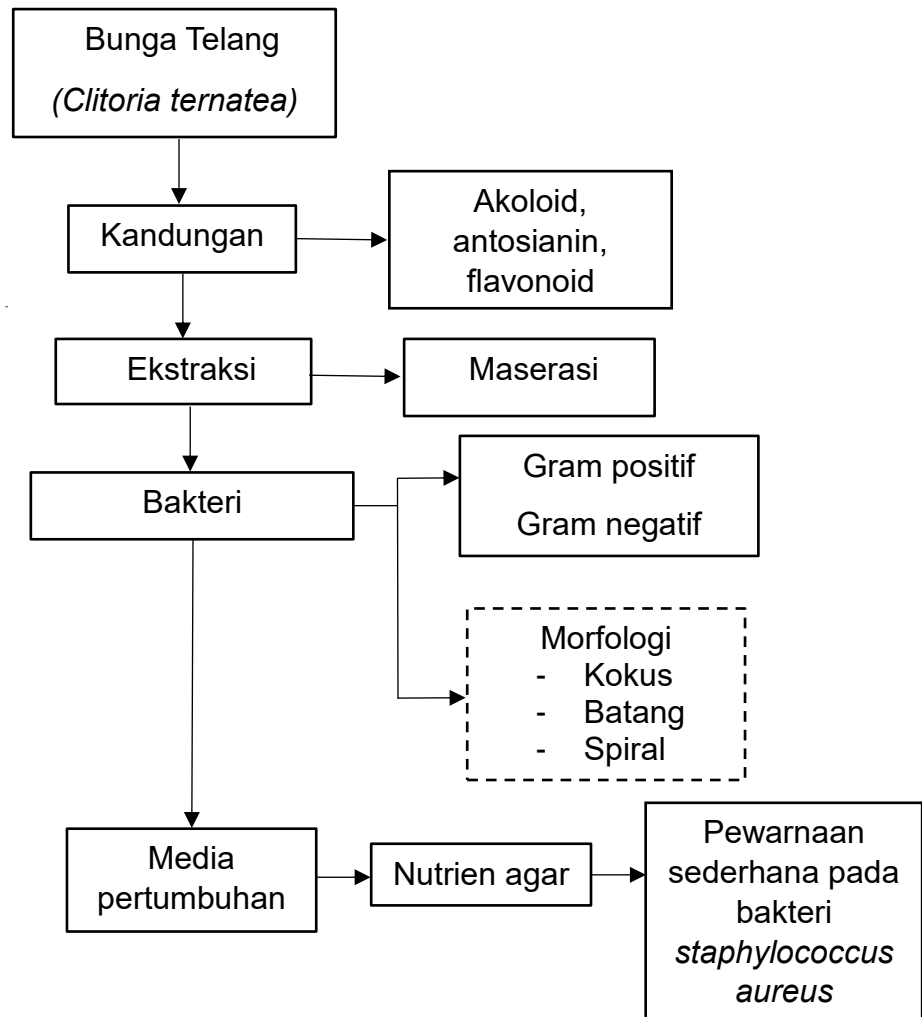 Bunga Telang
(Clitoria ternatea)
Kandungan
Akoloid,
antosianin,
flavonoid
Ekstraksi
Maserasi
Bakteri
Gram positif
Gram negatif
Morfologi
- Kokus
- Batang
- Spiral
Media
pertumbuhan
Nutrien agar
Pewarnaan
sederhana pada
bakteri
staphylococcus
aureus